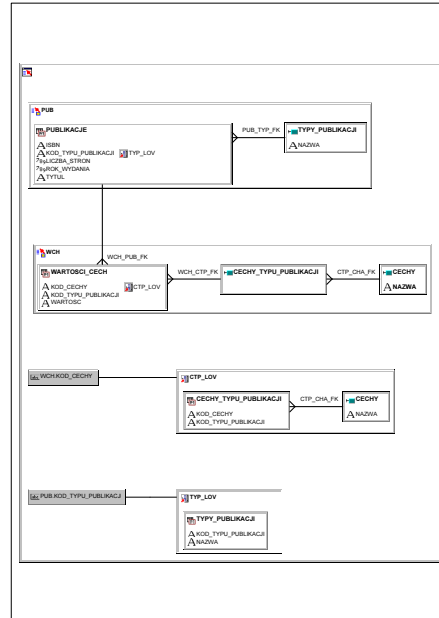 PUB
PUBLIKACJE
ISBN
KOD_TYPU_PUBLIKACJI TYP_LOV
LICZBA_STRON
ROK_WYDANIA
TYTUL
PUB_TYP_FK
TYPY_PUBLIKACJI
NAZWA
WCH_PUB_FK
WCH
WARTOSCI_CECH
KOD_CECHY CTP_LOV
KOD_TYPU_PUBLIKACJI
WARTOSC
WCH_CTP_FK
CECHY_TYPU_PUBLIKACJI
CTP_CHA_FK
CECHY
NAZWA
WCH.KOD_CECHY
CTP_LOV
CECHY_TYPU_PUBLIKACJI
KOD_CECHY
KOD_TYPU_PUBLIKACJI
CTP_CHA_FK
CECHY
NAZWA
PUB.KOD_TYPU_PUBLIKACJ
TYP_LOV
TYPY_PUBLIKACJI
KOD_TYPU_PUBLIKACJI
NAZWA